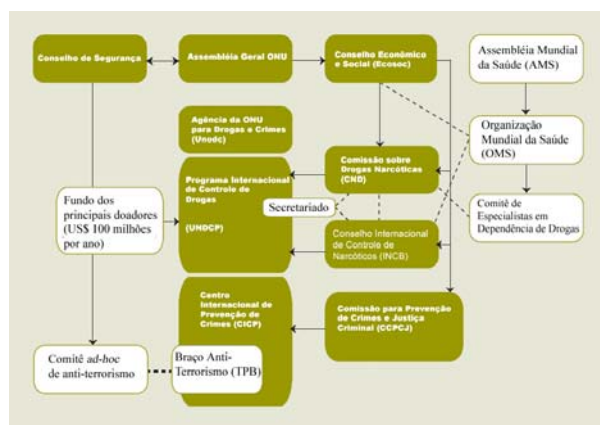 Conselho de Segurança
Assembléia Geral ONU
Conselho Econômico
e Social (Ecosoc)
Assembléia Mundial
da Saúde (AMS)
Agência da ONU
para Drogas e Crimes
(Unodc)
Organização
Mundial da Saúde
(OMS)
Programa Internacional
de Controle de
Drogas
(UNDCP)
Comissão sobre
Drogas Narcóticas
(CND)
Secretariado
Fundo dos
principais doadores
(US$ 100 milhões
por ano)
Comitê de
Especialistas em
Dependência de Drogas
Conselho Internacional
de Controle de
Narcóticos (INCB)
Centro
Internacional de
Prevenção de
Crimes (CICP)
Comissão para Prevenção
de Crimes e Justiça
Criminal (CCPCJ)
Comitê ad-hoc
de anti-terrorismo
Braço Anti-
Terrorismo (TPB)